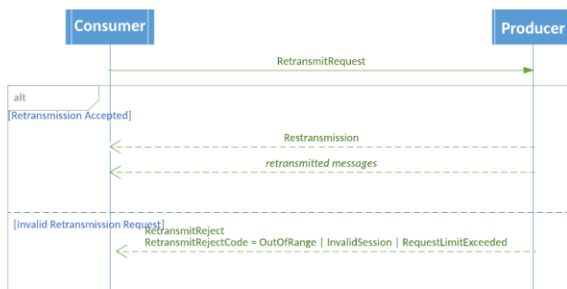 Consumer
Producer
RetransmitRequest
alt
[Retransmission Accepted]
Restransmission
retransmitted messages
[Invalid Retransmission Request]
RetransmitReject
RetransmitRejectCode = OutOfRange | InvalidSession | RequestLimitExceeded